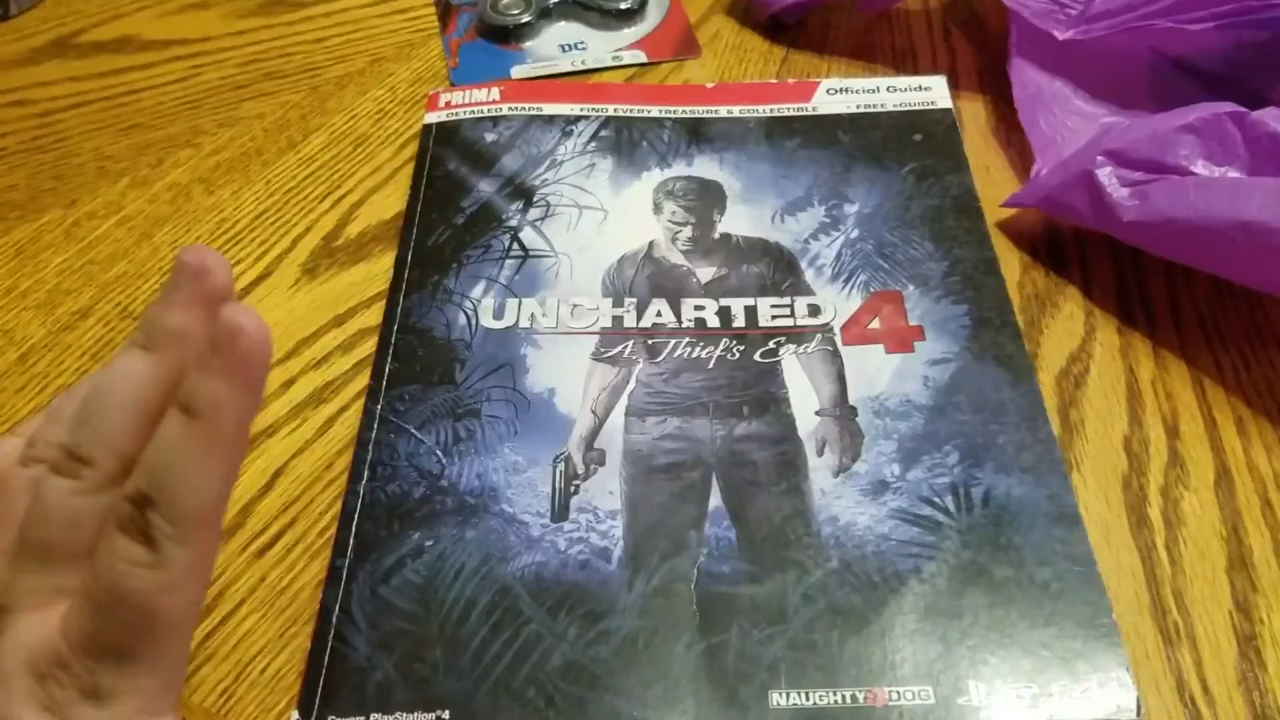 DC
CE
PRIMA
Official Guide
• DETAILED MAPS • FIND EVERY TREASURE & COLLECTIBLE • FREE eGUIDE
UNCHARTED 4
A Thief's End
NAUGHTY DOG
Covers PlayStation®4